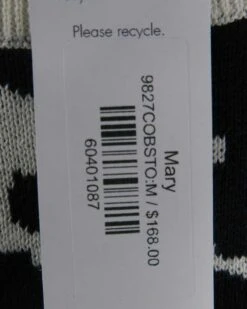 Please recycle.
Mary
9827COBSTO:M / $168.00
60401087